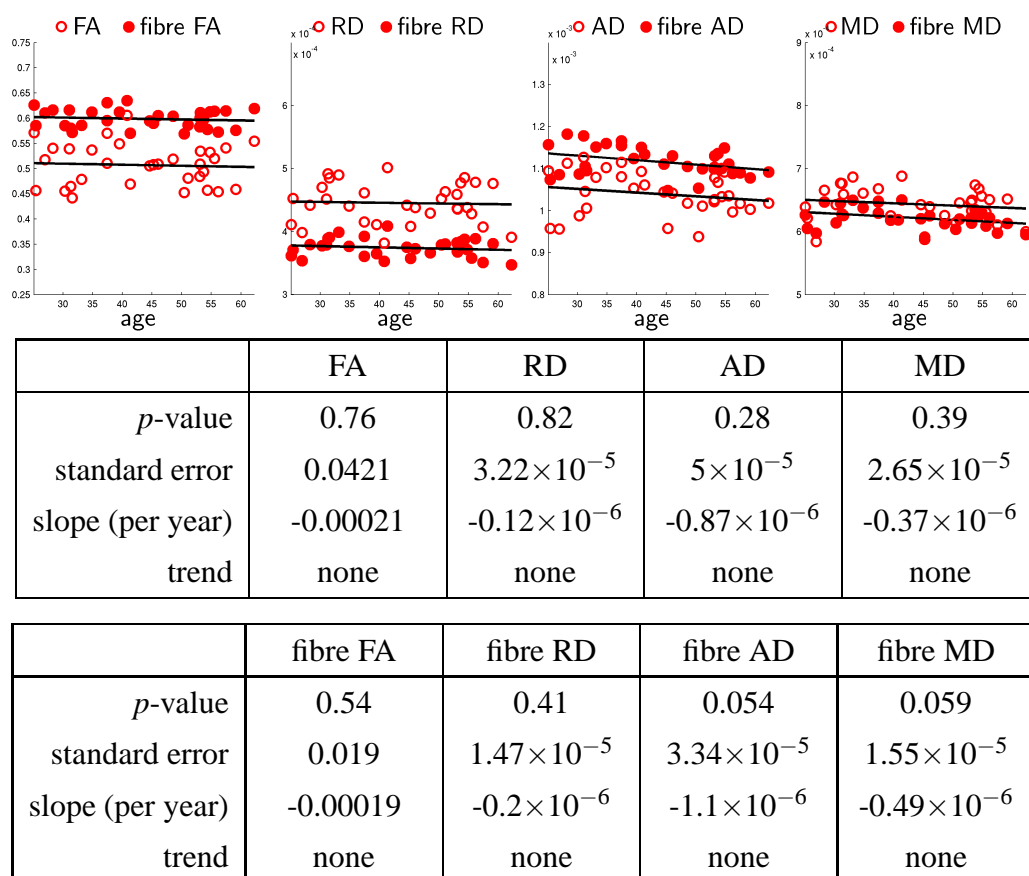 FA fibre FA
0.75
0.7
0.65
0.6
0.55
0.5
0.45
0.4
0.35
0.3
0.25
30 35 40 45 50 55 60
age
RD fibre RD
x 10⁻⁴
6
5
4
3
30 35 40 45 50 55 60
age
AD fibre AD
x 10⁻³
1.3
1.2
1.1
1
0.9
0.8
30 35 40 45 50 55 60
age
MD fibre MD
9
x 10⁻⁴
8
7
6
5
30 35 40 45 50 55 60
age
FA RD AD MD
p-value 0.76 0.82 0.28 0.39
standard error 0.0421 3.22×10⁻⁵ 5×10⁻⁵ 2.65×10⁻⁵
slope (per year) -0.00021 -0.12×10⁻⁶ -0.87×10⁻⁶ -0.37×10⁻⁶
trend none none none none
fibre FA fibre RD fibre AD fibre MD
p-value 0.54 0.41 0.054 0.059
standard error 0.019 1.47×10⁻⁵ 3.34×10⁻⁵ 1.55×10⁻⁵
slope (per year) -0.00019 -0.2×10⁻⁶ -1.1×10⁻⁶ -0.49×10⁻⁶
trend none none none none